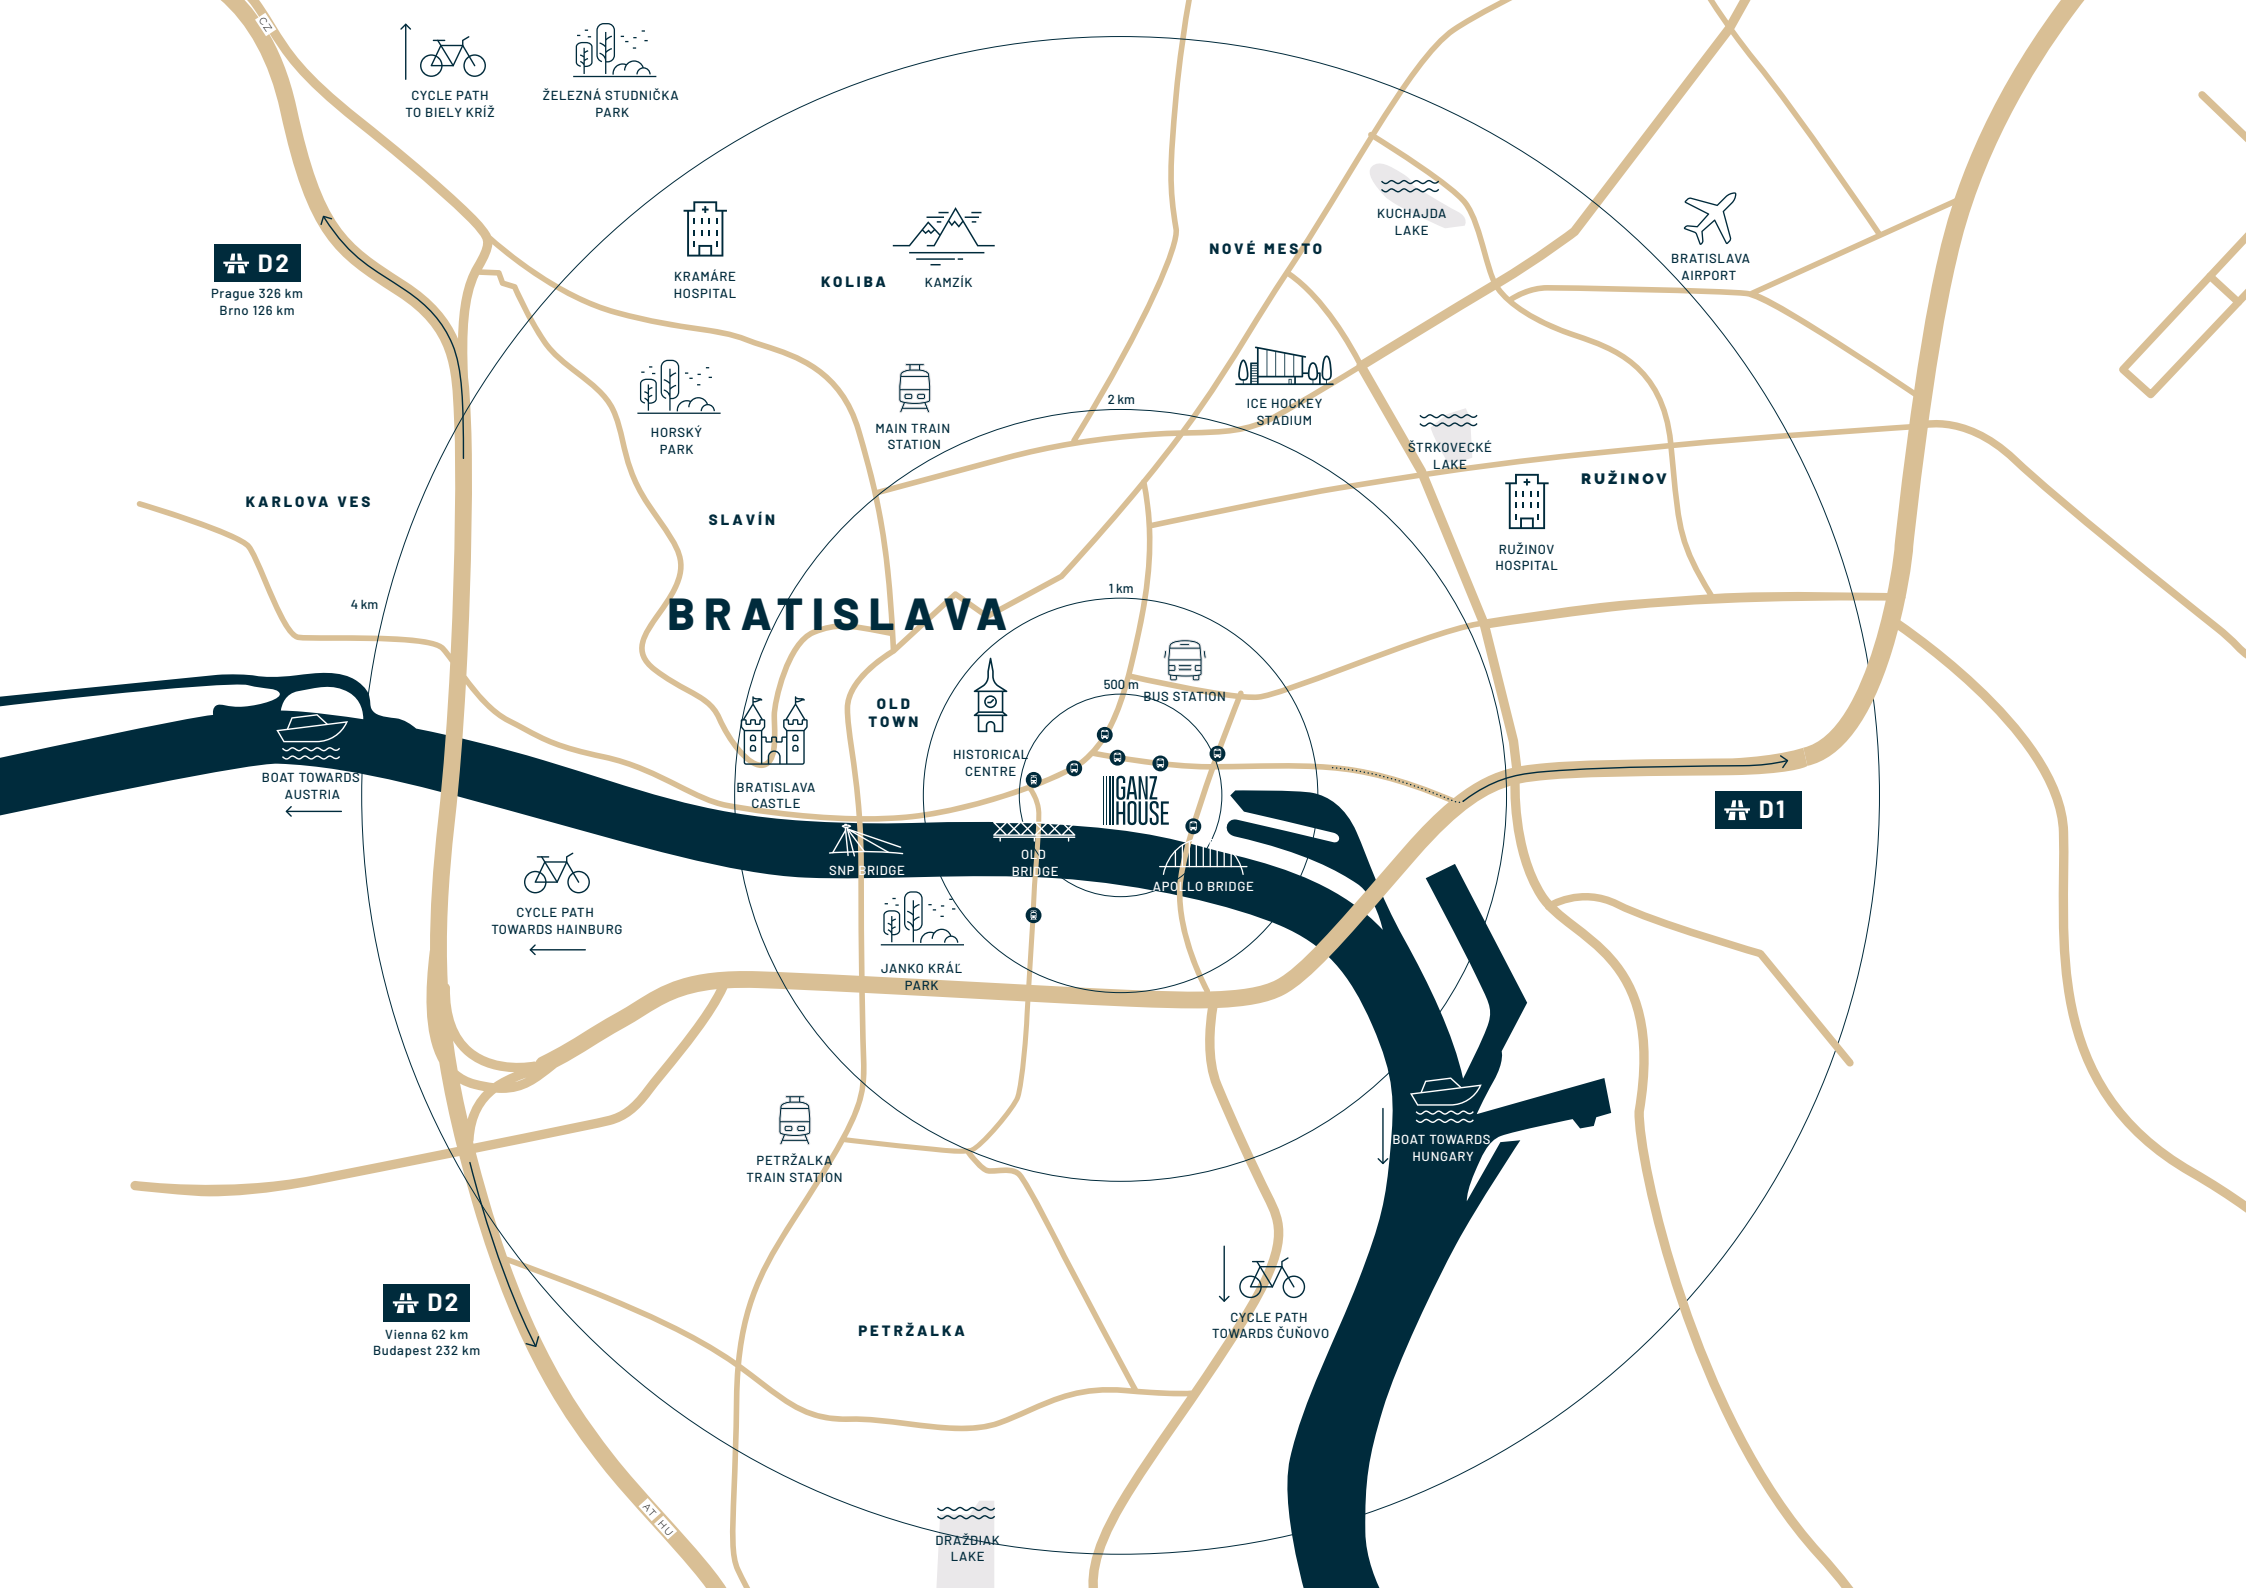 CZ
CYCLE PATH
TO BIELY KRÍŽ
ŽELEZNÁ STUDNIČKA
PARK
D2
Prague 326 km
Brno 126 km
KRAMÁRE
HOSPITAL
KOLIBA
KAMZÍK
NOVÉ MESTO
KUCHAJDA
LAKE
BRATISLAVA
AIRPORT
HORSKÝ
PARK
MAIN TRAIN
STATION
2 km
ICE HOCKEY
STADIUM
ŠTRKOVECKÉ
LAKE
RUŽINOV
KARLOVA VES
SLAVÍN
RUŽINOV
HOSPITAL
4 km
BRATISLAVA
1 km
500 m
BUS STATION
OLD
TOWN
HISTORICAL
CENTRE
BRATISLAVA
CASTLE
GANZ
HOUSE
BOAT TOWARDS
AUSTRIA
D1
SNP BRIDGE
OLD
BRIDGE
APOLLO BRIDGE
CYCLE PATH
TOWARDS HAINBURG
JANKO KRÁĽ
PARK
BOAT TOWARDS
HUNGARY
PETRŽALKA
TRAIN STATION
D2
Vienna 62 km
Budapest 232 km
PETRŽALKA
CYCLE PATH
TOWARDS ČUŇOVO
AT HU
DRAŽDIAK
LAKE